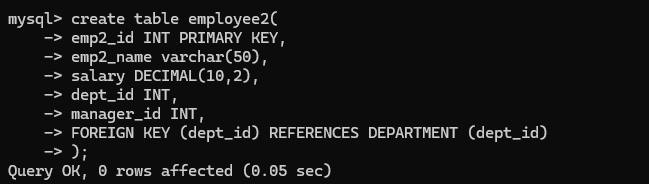 mysql> create table employee2(
    -> emp2_id INT PRIMARY KEY,
    -> emp2_name varchar(50),
    -> salary DECIMAL(10,2),
    -> dept_id INT,
    -> manager_id INT,
    -> FOREIGN KEY (dept_id) REFERENCES DEPARTMENT (dept_id)
    -> );
Query OK, 0 rows affected (0.05 sec)